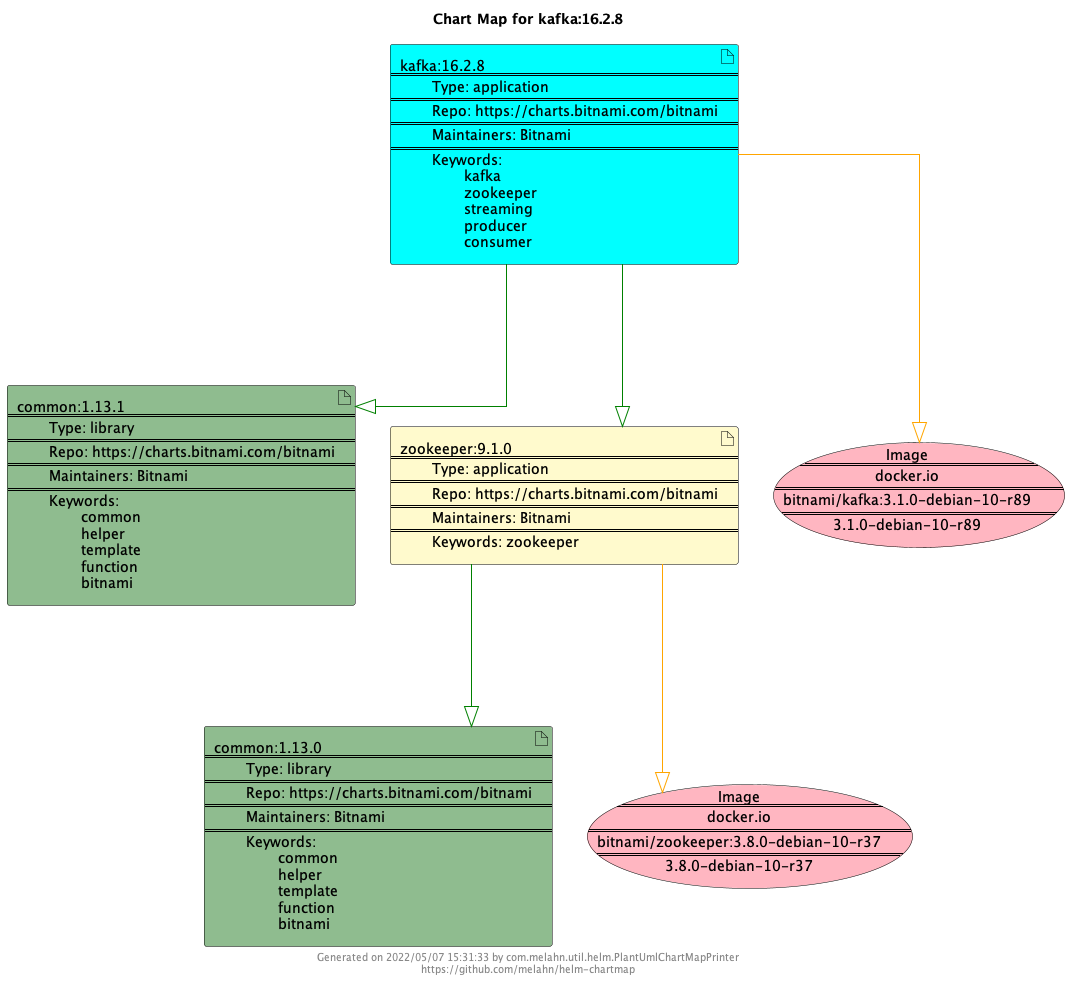 Chart Map for kafka:16.2.8
kafka:16.2.8
Type: application
Repo: https://charts.bitnami.com/bitnami
Maintainers: Bitnami
Keywords:
kafka
zookeeper
streaming
producer
consumer
common:1.13.1
Type: library
Repo: https://charts.bitnami.com/bitnami
Maintainers: Bitnami
Keywords:
common
helper
template
function
bitnami
zookeeper:9.1.0
Type: application
Repo: https://charts.bitnami.com/bitnami
Maintainers: Bitnami
Keywords: zookeeper
Image
docker.io
bitnami/kafka:3.1.0-debian-10-r89
3.1.0-debian-10-r89
common:1.13.0
Type: library
Repo: https://charts.bitnami.com/bitnami
Maintainers: Bitnami
Keywords:
common
helper
template
function
bitnami
Image
docker.io
bitnami/zookeeper:3.8.0-debian-10-r37
3.8.0-debian-10-r37
Generated on 2022/05/07 15:31:33 by com.melahn.util.helm.PlantUmlChartMapPrinter
https://github.com/melahn/helm-chartmap